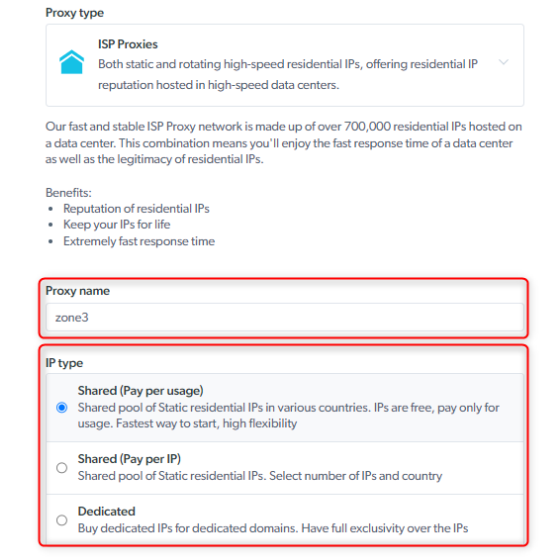 Proxy type
ISP Proxies
Both static and rotating high-speed residential IPs, offering residential IP
reputation hosted in high-speed data centers.
Our fast and stable ISP Proxy network is made up of over 700,000 residential IPs hosted on
a data center. This combination means you'll enjoy the fast response time of a data center
as well as the legitimacy of residential IPs.
Benefits:
• Reputation of residential IPs
• Keep your IPs for life
• Extremely fast response time
Proxy name
zone3
IP type
Shared (Pay per usage)
Shared pool of Static residential IPs in various countries. IPs are free, pay only for
usage. Fastest way to start, high flexibility
Shared (Pay per IP)
Shared pool of Static residential IPs. Select number of IPs and country
Dedicated
Buy dedicated IPs for dedicated domains. Have full exclusivity over the IPs